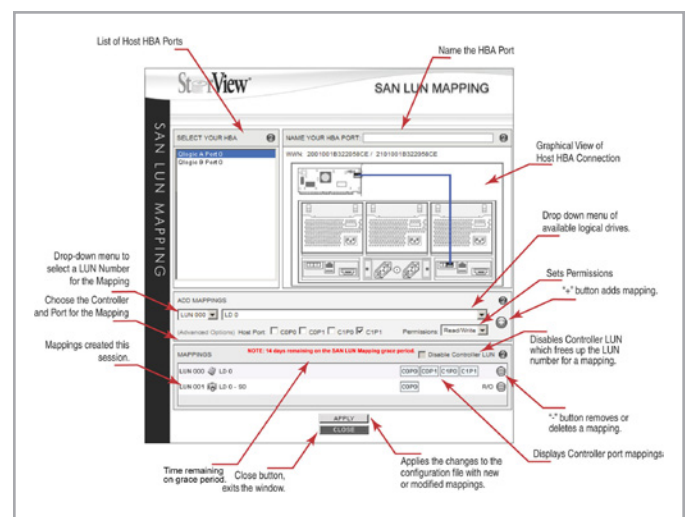 List of Host HBA Ports
Name the HBA Port
StorView
SAN LUN MAPPING
SAN LUN MAPPING
SELECT YOUR HBA
NAME YOUR HBA PORT:
Qlogic A Port 0
Qlogic B Port 0
WWN: 2001001B322058CE / 2101001B322058CE
Graphical View of
Host HBA Connection
Drop down menu of
available logical drives.
Drop-down menu to
select a LUN Number
for the Mapping
Sets Permissions
"+" button adds mapping.
Choose the Controller
and Port for the Mapping
ADD MAPPINGS
LUN 000
LD 0
(Advanced Options) Host Port: C0P0 C0P1 C1P0 C1P1 Permissions Read/Write
Mappings created this
session.
Disables Controller LUN
which frees up the LUN
number for a mapping.
MAPPINGS
NOTE: 14 days remaining on the SAN LUN Mapping grace period.
Disable Controller LUN
LUN 000 LD 0 C0P0 C0P1 C1P0 C1P1
LUN 001 LD 0 - S0 C0P0 R/O
"-" button removes or
deletes a mapping.
APPLY
CLOSE
Displays Controller port mappings
Time remaining
on grace period.
Close button,
exits the window.
Applies the changes to the
configuration file with new
or modified mappings.